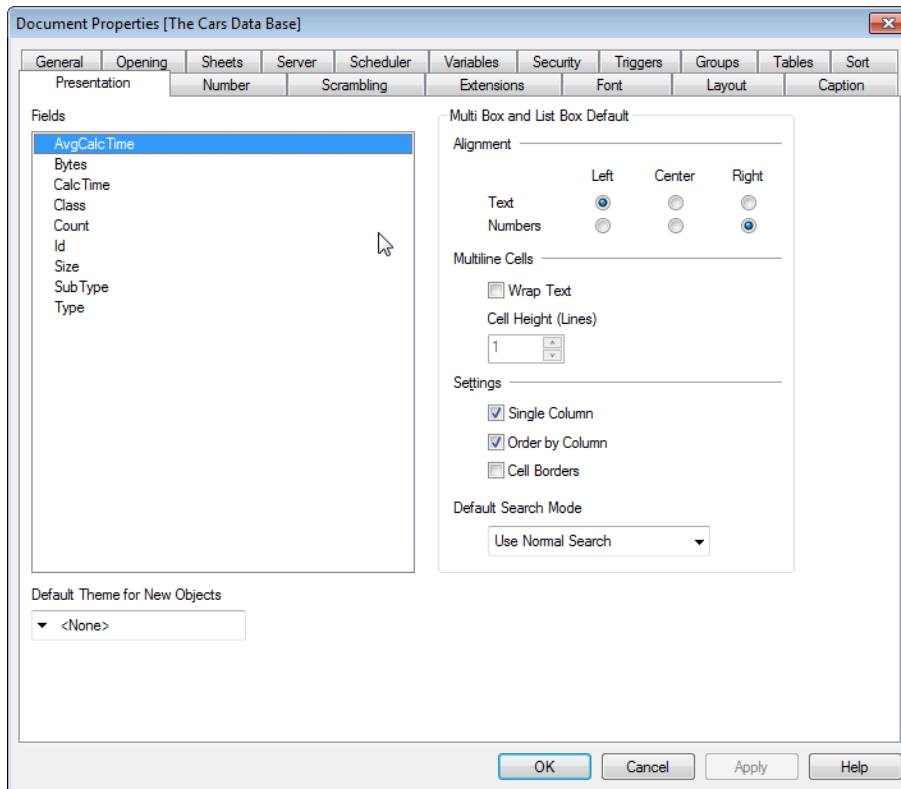 Document Properties [The Cars Data Base]
General Opening Sheets Server Scheduler Variables Security Triggers Groups Tables Sort
Presentation Number Scrambling Extensions Font Layout Caption
Fields
AvgCalcTime
Bytes
CalcTime
Class
Count
Id
Size
SubType
Type
Default Theme for New Objects
<None>
Multi Box and List Box Default
Alignment
Left Center Right
Text
Numbers
Multiline Cells
Wrap Text
Cell Height (Lines)
1
Settings
Single Column
Order by Column
Cell Borders
Default Search Mode
Use Normal Search
OK Cancel Apply Help